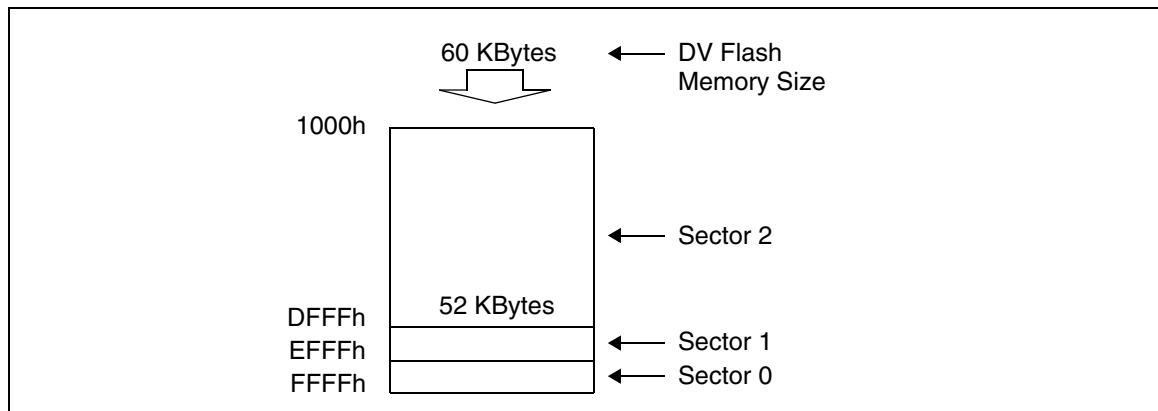 60 KBytes
DV Flash
Memory Size
1000h
Sector 2
52 KBytes
DFFFh
Sector 1
EFFFh
Sector 0
FFFFh